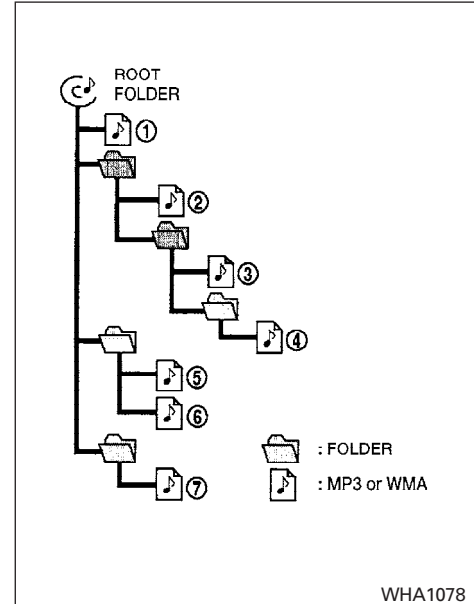 ROOT
FOLDER
①
②
③
④
⑤
⑥
⑦
: FOLDER
: MP3 or WMA
WHA1078